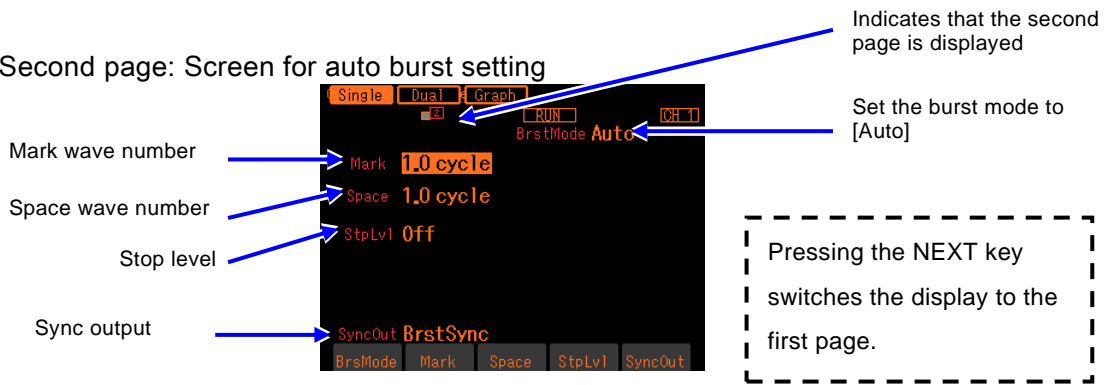 Indicates that the second
page is displayed
Second page: Screen for auto burst setting
Single Dual Graph
2 RUN CH 1
BrstMode Auto
Set the burst mode to
[Auto]
Mark wave number
Mark 1.0 cycle
Space wave number
Space 1.0 cycle
Stop level
StpLvl Off
Pressing the NEXT key
switches the display to the
first page.
Sync output
SyncOut BrstSync
BrsMode Mark Space StpLvl SyncOut